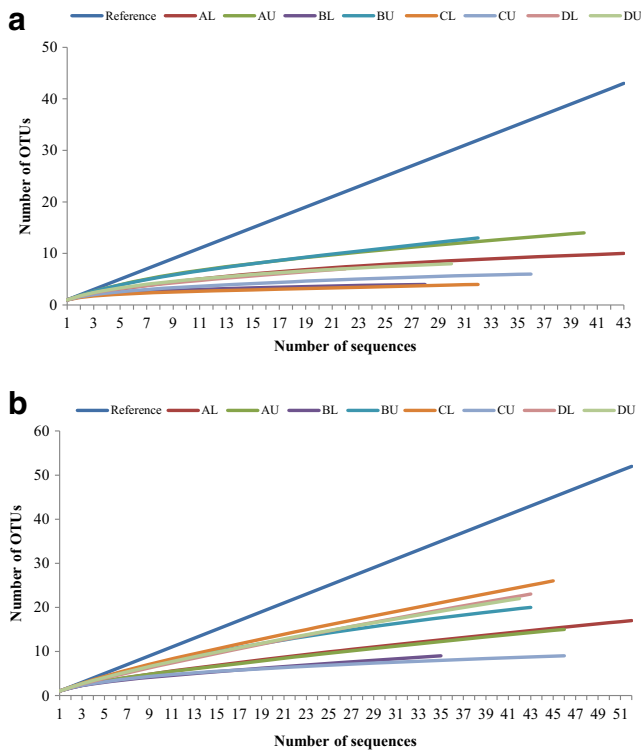 a
Reference AL AU BL BU CL CU DL DU
50
40
30
20
10
0
Number of OTUs
1 3 5 7 9 11 13 15 17 19 21 23 25 27 29 31 33 35 37 39 41 43
Number of sequences
b
Reference AL AU BL BU CL CU DL DU
60
50
40
30
20
10
0
Number of OTUs
1 3 5 7 9 11 13 15 17 19 21 23 25 27 29 31 33 35 37 39 41 43 45 47 49 51
Number of sequences